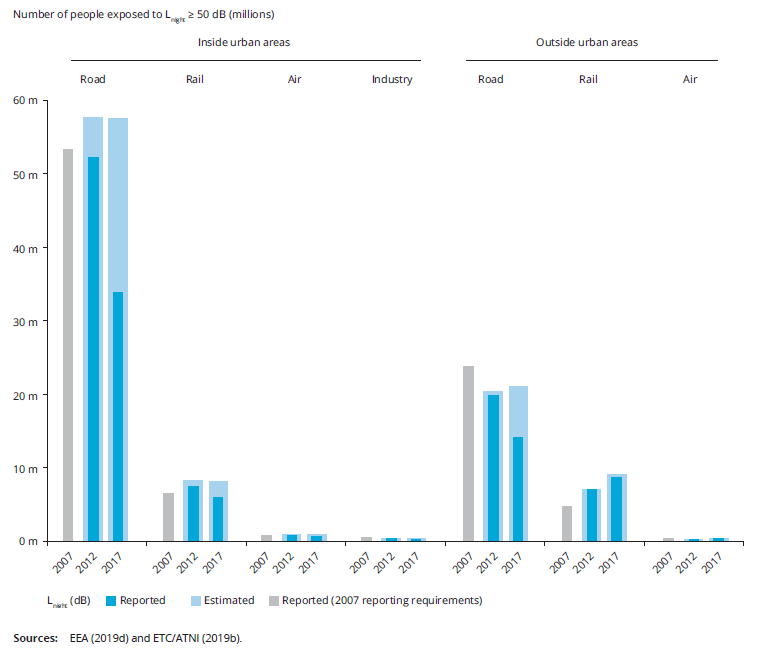 Number of people exposed to Lnight ≥ 50 dB (millions)
Inside urban areas Outside urban areas
Road Rail Air Industry Road Rail Air
60 m
50 m
40 m
30 m
20 m
10 m
0 m
2007 2012 2017 2007 2012 2017 2007 2012 2017 2007 2012 2017 2007 2012 2017 2007 2012 2017 2007 2012 2017
Lnight (dB) Reported Estimated Reported (2007 reporting requirements)
Sources: EEA (2019d) and ETC/ATNI (2019b).